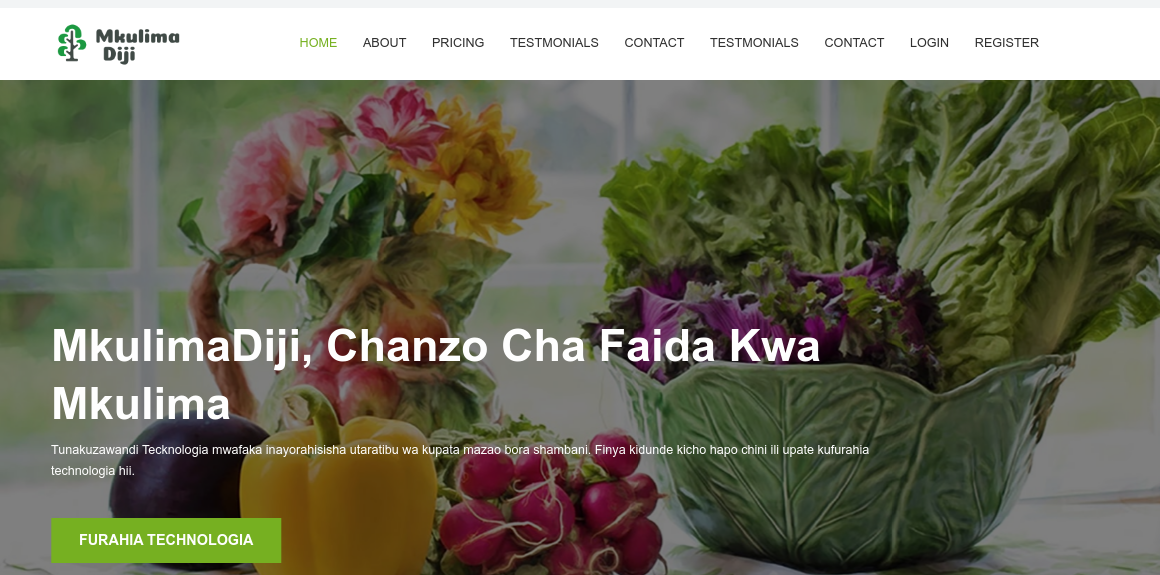 Mkulima
Diji
HOME ABOUT PRICING TESTMONIALS CONTACT TESTMONIALS CONTACT LOGIN REGISTER
MkulimaDiji, Chanzo Cha Faida Kwa
Mkulima
Tunakuzawandi Tecknologia mwafaka inayorahisisha utaratibu wa kupata mazao bora shambani. Finya kidunde kicho hapo chini ili upate kufurahia
technologia hii.
FURAHIA TECHNOLOGIA